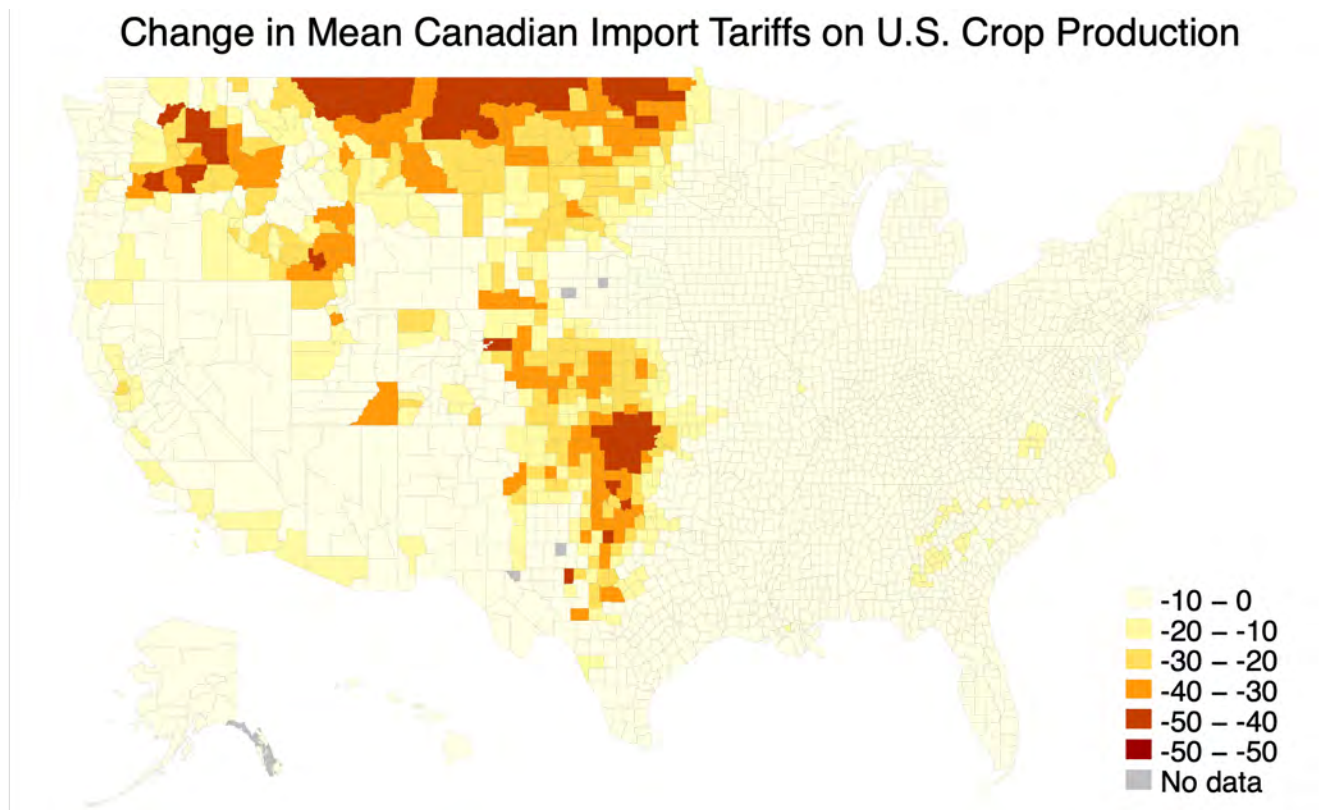 Change in Mean Canadian Import Tariffs on U.S. Crop Production
-10 – 0
-20 – -10
-30 – -20
-40 – -30
-50 – -40
-50 – -50
No data